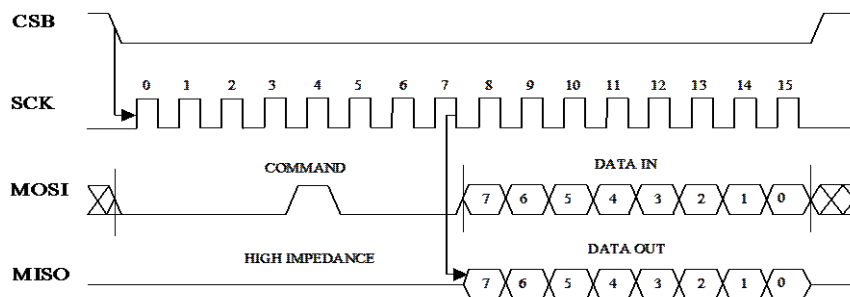 CSB
0 1 2 3 4 5 6 7 8 9 10 11 12 13 14 15
SCK
COMMAND DATA IN
MOSI 7 6 5 4 3 2 1 0
HIGH IMPEDANCE DATA OUT
MISO 7 6 5 4 3 2 1 0